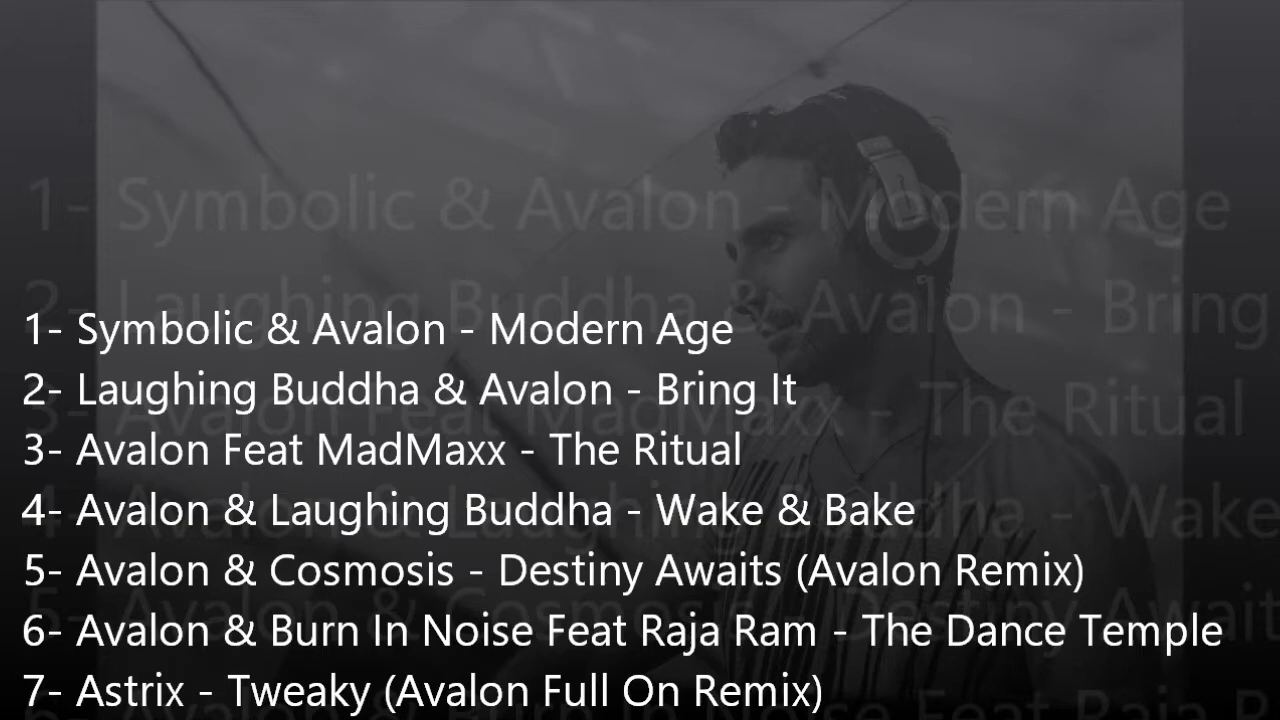 1- Symbolic & Avalon - Modern Age
2- Laughing Buddha & Avalon - Bring It
3- Avalon Feat MadMaxx - The Ritual
4- Avalon & Laughing Buddha - Wake & Bake
5- Avalon & Cosmosis - Destiny Awaits (Avalon Remix)
6- Avalon & Burn In Noise Feat Raja Ram - The Dance Temple
7- Astrix - Tweaky (Avalon Full On Remix)